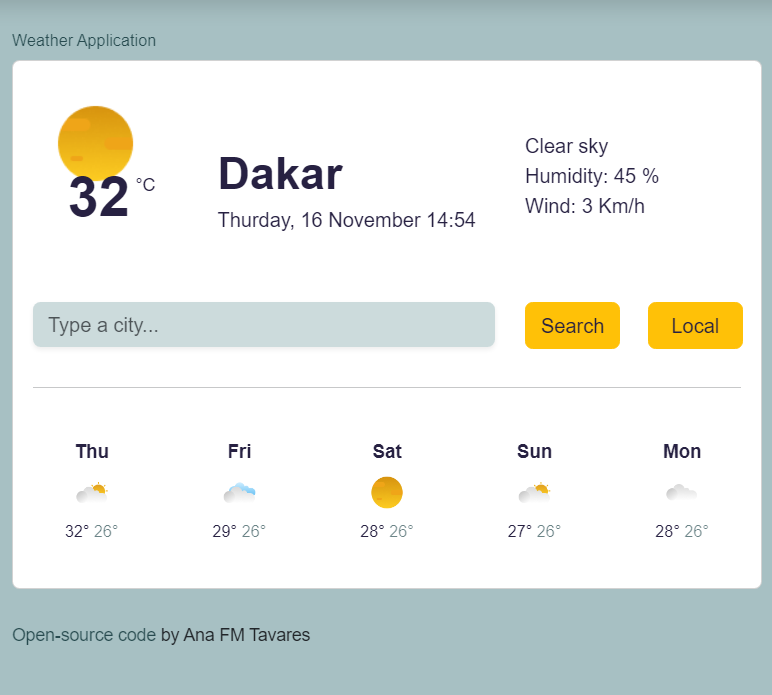 Weather Application
32 °C
Dakar
Thurday, 16 November 14:54
Clear sky
Humidity: 45 %
Wind: 3 Km/h
Type a city...
Search
Local
Thu Fri Sat Sun Mon
32° 26° 29° 26° 28° 26° 27° 26° 28° 26°
Open-source code by Ana FM Tavares